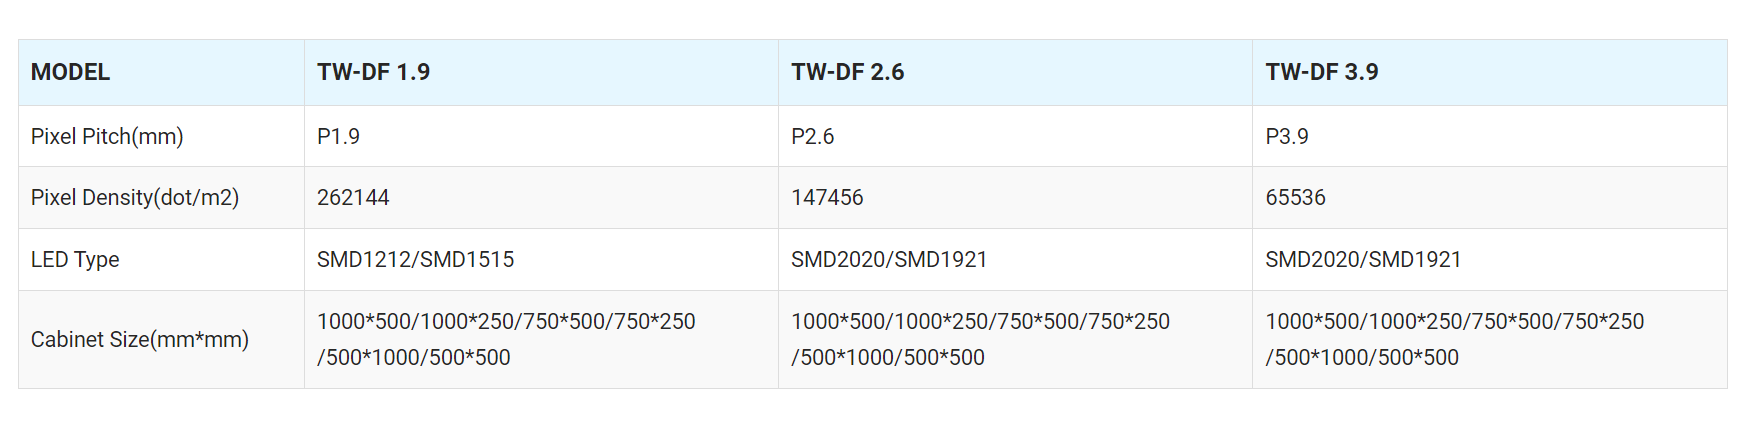 MODEL TW-DF 1.9 TW-DF 2.6 TW-DF 3.9
Pixel Pitch(mm) P1.9 P2.6 P3.9
Pixel Density(dot/m2) 262144 147456 65536
LED Type SMD1212/SMD1515 SMD2020/SMD1921 SMD2020/SMD1921
Cabinet Size(mm*mm)
1000*500/1000*250/750*500/750*250
/500*1000/500*500
1000*500/1000*250/750*500/750*250
/500*1000/500*500
1000*500/1000*250/750*500/750*250
/500*1000/500*500